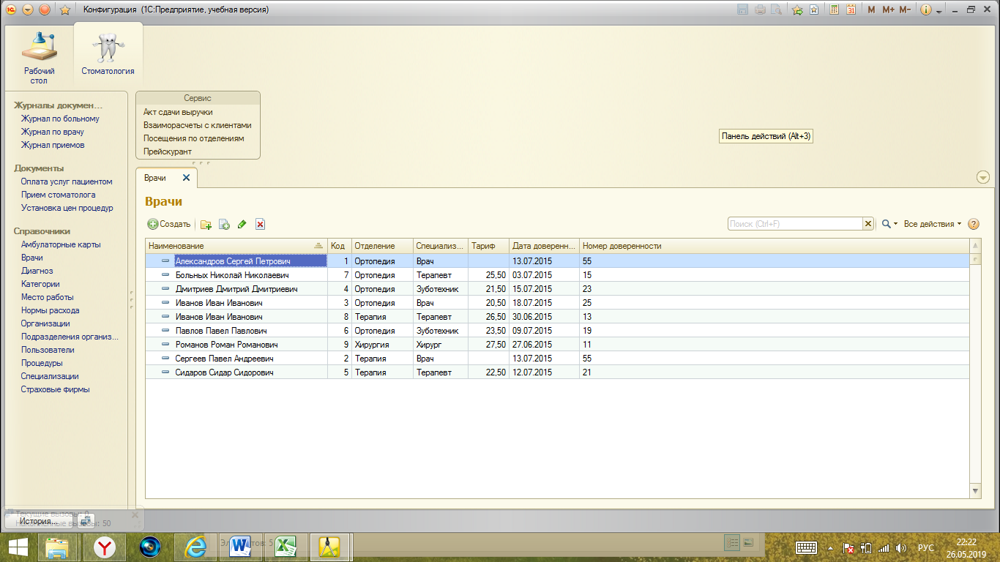 Конфигурация (1С:Предприятие, учебная версия)
M M+ M-
Рабочий
стол
Стоматология
Журналы докумен...
Журнал по больному
Журнал по врачу
Журнал приемов
Документы
Оплата услуг пациентом
Прием стоматолога
Установка цен процедур
Справочники
Амбулаторные карты
Врачи
Диагноз
Категории
Место работы
Нормы расхода
Организации
Подразделения организ...
Пользователи
Процедуры
Специализации
Страховые фирмы
Сервис
Акт сдачи выручки
Взаиморасчеты с клиентами
Посещения по отделениям
Прейскурант
Панель действий (Alt+3)
Врачи
Врачи
Создать
Поиск (Ctrl+F)
Все действия
Наименование Код Отделение Специализ... Тариф Дата доверенн... Номер доверенности
Александров Сергей Петрович 1 Ортопедия Врач 13.07.2015 55
Больных Николай Николаевич 7 Ортопедия Терапевт 25,50 03.07.2015 15
Дмитриев Дмитрий Дмитриевич 4 Ортопедия Зуботехник 21,50 15.07.2015 23
Иванов Иван Иванович 3 Ортопедия Врач 20,50 18.07.2015 25
Иванов Иван Иванович 8 Терапия Терапевт 26,50 30.06.2015 13
Павлов Павел Павлович 6 Ортопедия Зуботехник 23,50 09.07.2015 19
Романов Роман Романович 9 Хирургия Хирург 27,50 27.06.2015 11
Сергеев Павел Андреевич 2 Терапия Врач 13.07.2015 55
Сидаров Сидар Сидорович 5 Терапия Терапевт 22,50 12.07.2015 21
Текущие вызовы: 0
История...
Накопленные вызовы: 50
РУС
22:22
26.05.2019